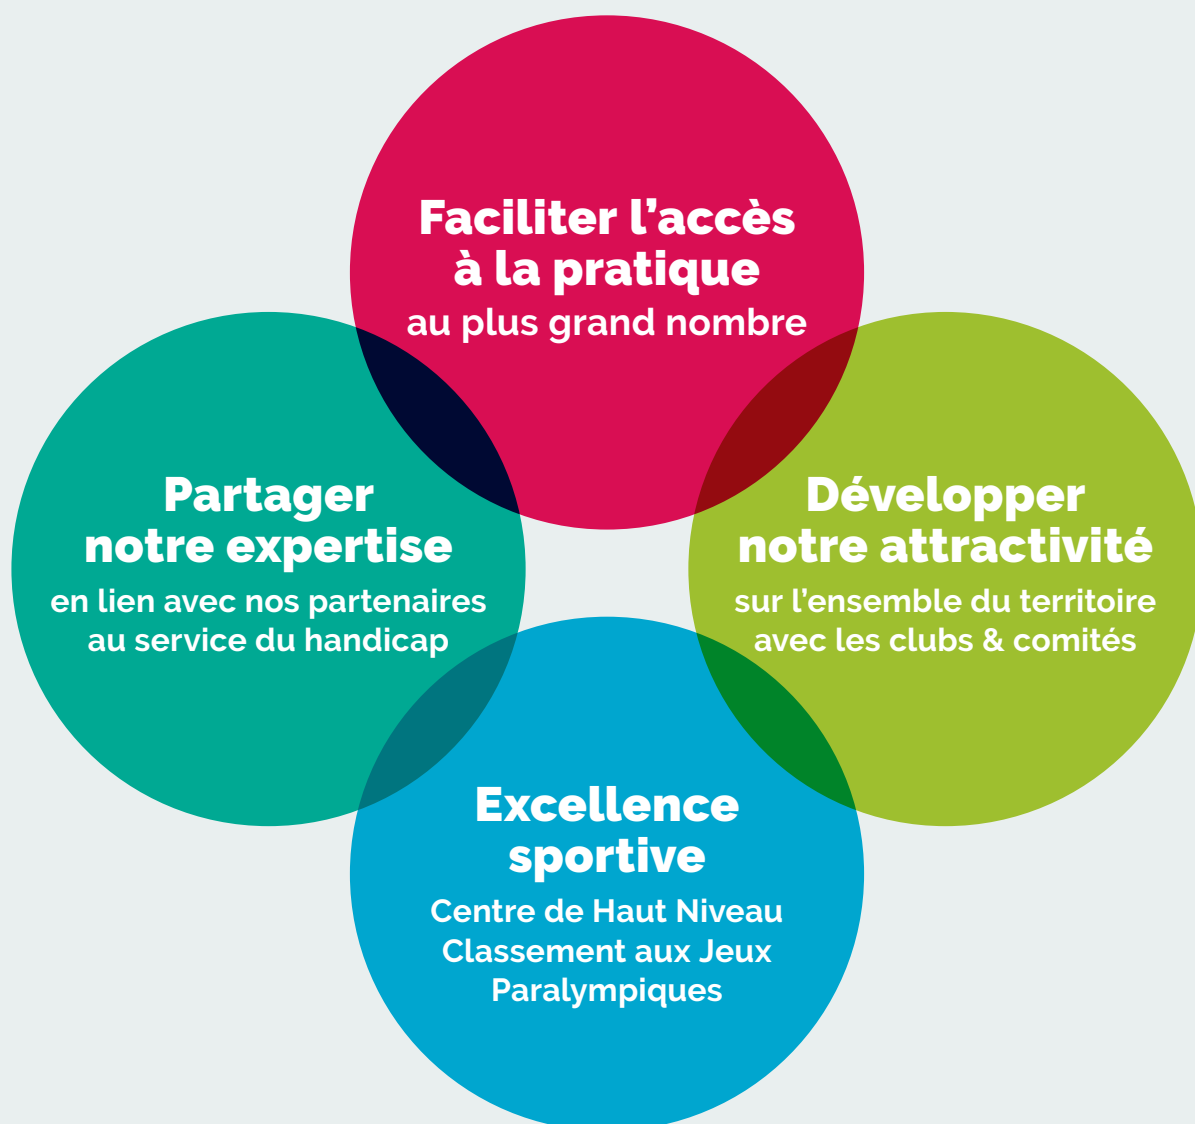 Faciliter l’accès
à la pratique
au plus grand nombre
Partager
notre expertise
en lien avec nos partenaires
au service du handicap
Développer
notre attractivité
sur l’ensemble du territoire
avec les clubs & comités
Excellence
sportive
Centre de Haut Niveau
Classement aux Jeux
Paralympiques